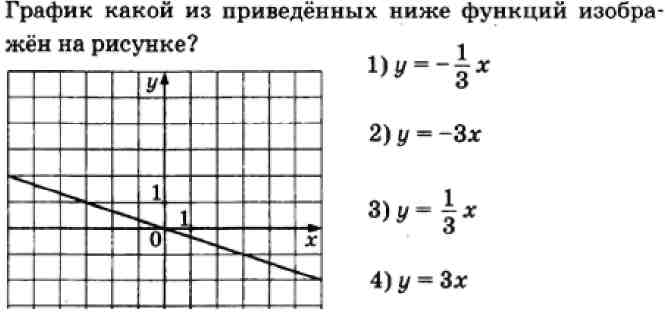 График какой из приведённых ниже функций изобра-
жён на рисунке?
1) y = -1/3 x
2) y = -3x
3) y = 1/3 x
4) y = 3x
y
1
1
0
x